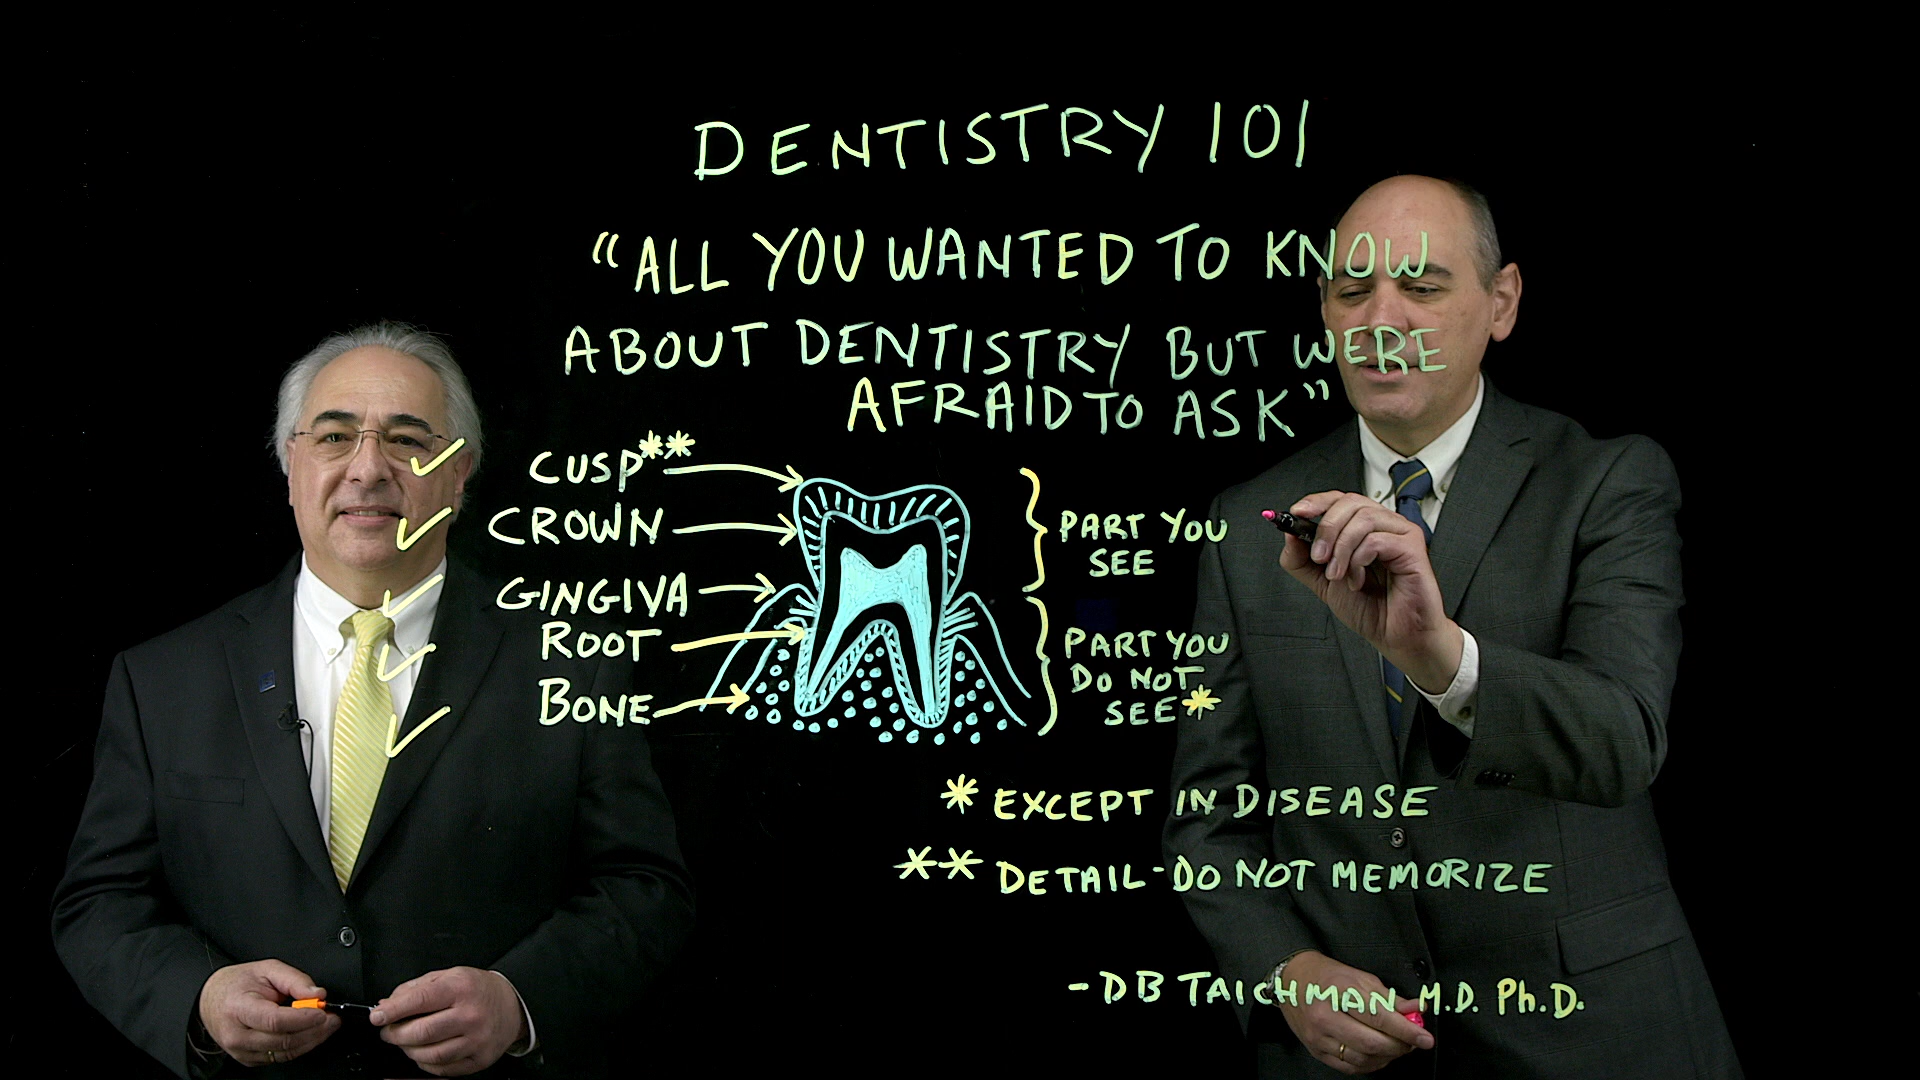 DENTISTRY 101
"ALL YOU WANTED TO KNOW
ABOUT DENTISTRY BUT WERE
AFRAID TO ASK"
CUSP**
CROWN
GINGIVA
ROOT
BONE
PART YOU
SEE
PART YOU
DO NOT
SEE*
* EXCEPT IN DISEASE
** DETAIL-DO NOT MEMORIZE
- DB TAICHMAN M.D. Ph.D.